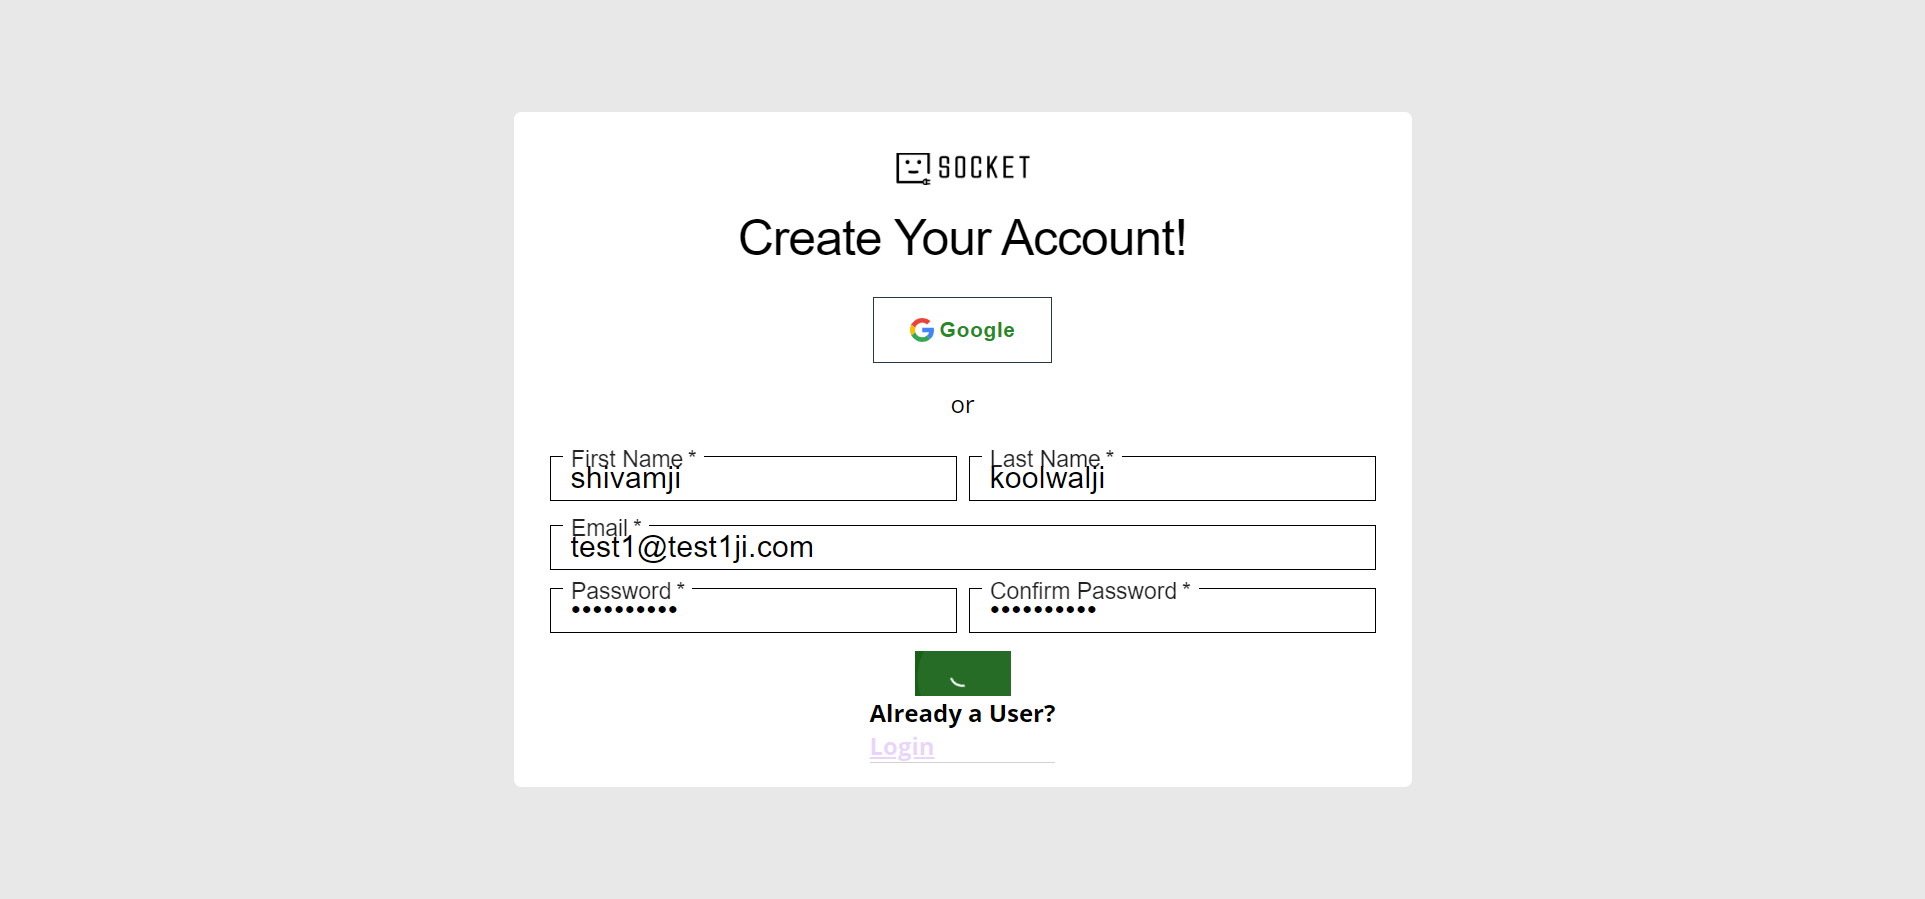 SOCKET
Create Your Account!
Google
or
First Name *
shivamji
Last Name *
koolwalji
Email *
test1@test1ji.com
Password *
••••••••••
Confirm Password *
••••••••••
Already a User?
Login